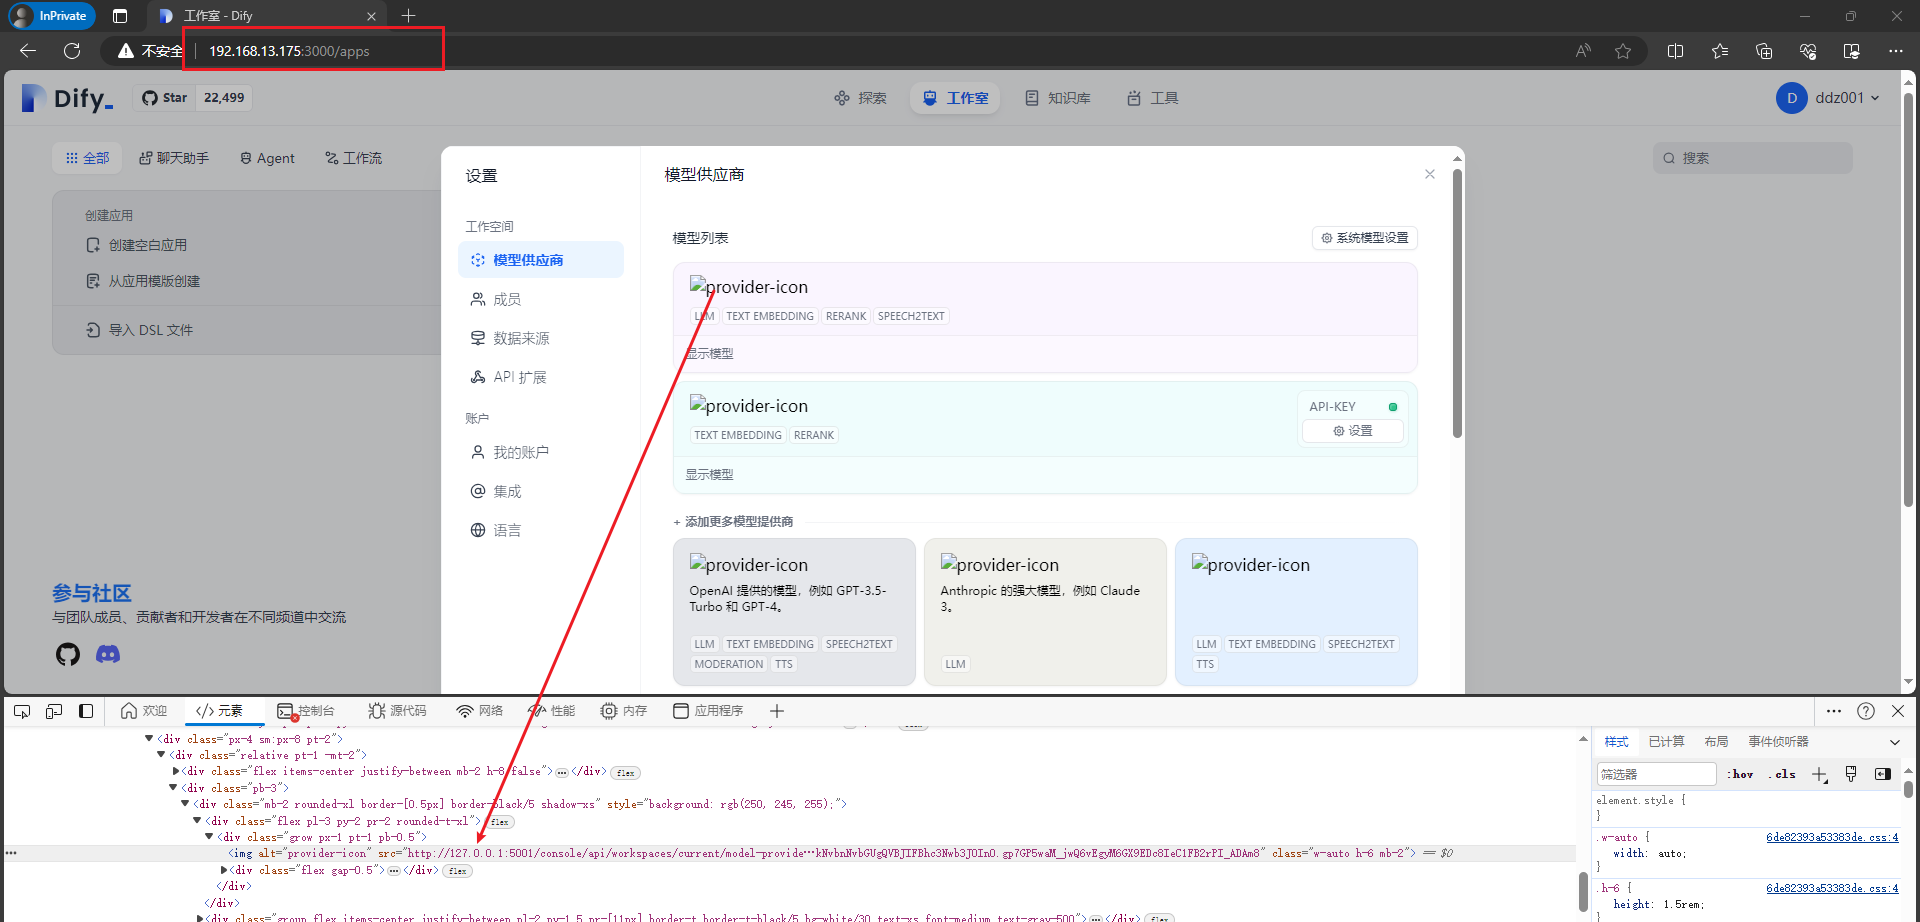 InPrivate
工作室 - Dify
不安全
192.168.13.175:3000/apps
Dify_
Star 22,499
探索
工作室
知识库
工具
D ddz001
全部
聊天助手
Agent
工作流
搜索
创建应用
创建空白应用
从应用模版创建
导入 DSL 文件
参与社区
与团队成员、贡献者和开发者在不同频道中交流
设置
工作空间
模型供应商
成员
数据来源
API 扩展
账户
我的账户
集成
语言
模型供应商
模型列表
系统模型设置
provider-icon
LLM TEXT EMBEDDING RERANK SPEECH2TEXT
显示模型
provider-icon
TEXT EMBEDDING RERANK
API-KEY
设置
显示模型
+ 添加更多模型提供商
provider-icon
OpenAI 提供的模型，例如 GPT-3.5-
Turbo 和 GPT-4。
LLM TEXT EMBEDDING SPEECH2TEXT
MODERATION TTS
provider-icon
Anthropic 的强大模型，例如 Claude
3。
LLM
provider-icon
LLM TEXT EMBEDDING SPEECH2TEXT
TTS
欢迎
元素
控制台
源代码
网络
性能
内存
应用程序
<div class="px-4 sm:px-8 pt-2">
<div class="relative pt-1 -mt-2">
<div class="flex items-center justify-between mb-2 h-8 false">…</div> flex
<div class="pb-3">
<div class="mb-2 rounded-xl border-[0.5px] border-black/5 shadow-xs" style="background: rgb(250, 245, 255);">
<div class="flex pl-3 py-2 pr-2 rounded-t-xl"> flex
<div class="grow px-1 pt-1 pb-0.5">
<img alt="provider-icon" src="http://127.0.0.1:5001/console/api/workspaces/current/model-provide…kNvbnNvbGUgQVBJIFBhc3Nwb3J0In0.gp7GP5waM_jwQ6vEgyM6GX9EDc8IeC1FB2rPI_ADAm8" class="w-auto h-6 mb-2"> == $0
<div class="flex gap-0.5">…</div> flex
</div>
</div>
<div class="group flex items-center justify-between pl-2 py-1.5 pr-[11px] border-t border-t-black/5 bg-white/30 text-xs font-medium text-gray-500">…</div> flex
样式
已计算
布局
事件侦听器
筛选器
:hov
.cls
element.style {
}
.w-auto { 6de82393a53383de.css:4
width: auto;
}
.h-6 { 6de82393a53383de.css:4
height: 1.5rem;
}